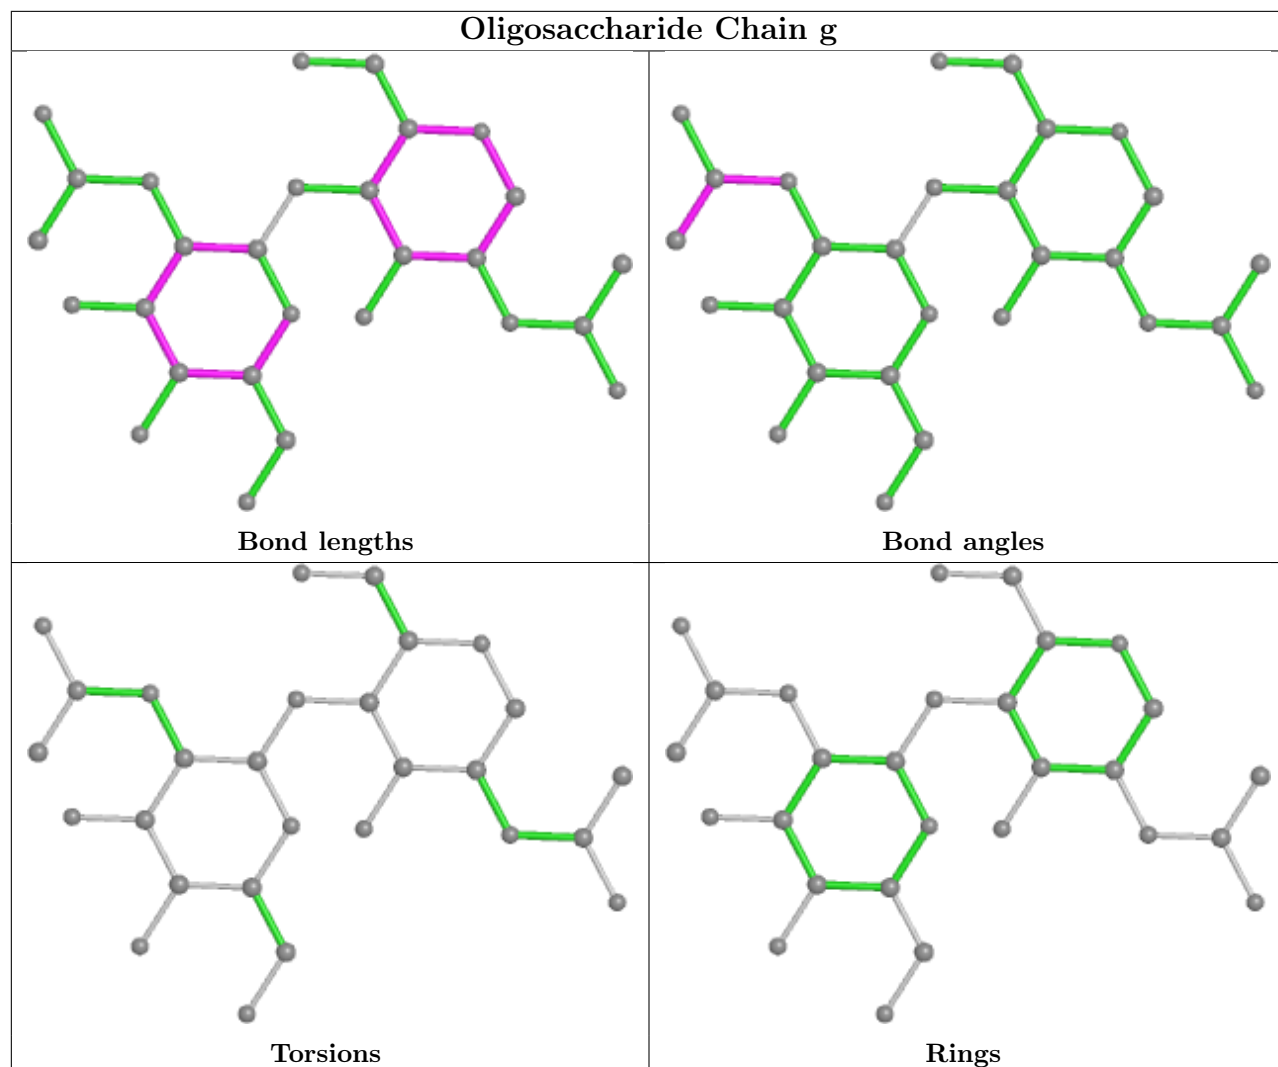 Oligosaccharide Chain g
Bond lengths
Bond angles
Torsions
Rings